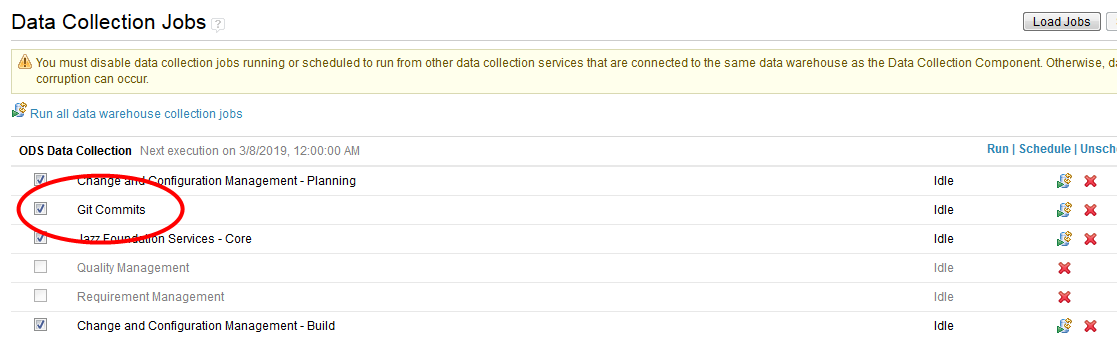 Data Collection Jobs ?
Load Jobs
You must disable data collection jobs running or scheduled to run from other data collection services that are connected to the same data warehouse as the Data Collection Component. Otherwise, da
corruption can occur.
Run all data warehouse collection jobs
ODS Data Collection Next execution on 3/8/2019, 12:00:00 AM Run | Schedule | Unsch
Change and Configuration Management - Planning Idle
Git Commits Idle
Jazz Foundation Services - Core Idle
Quality Management Idle
Requirement Management Idle
Change and Configuration Management - Build Idle